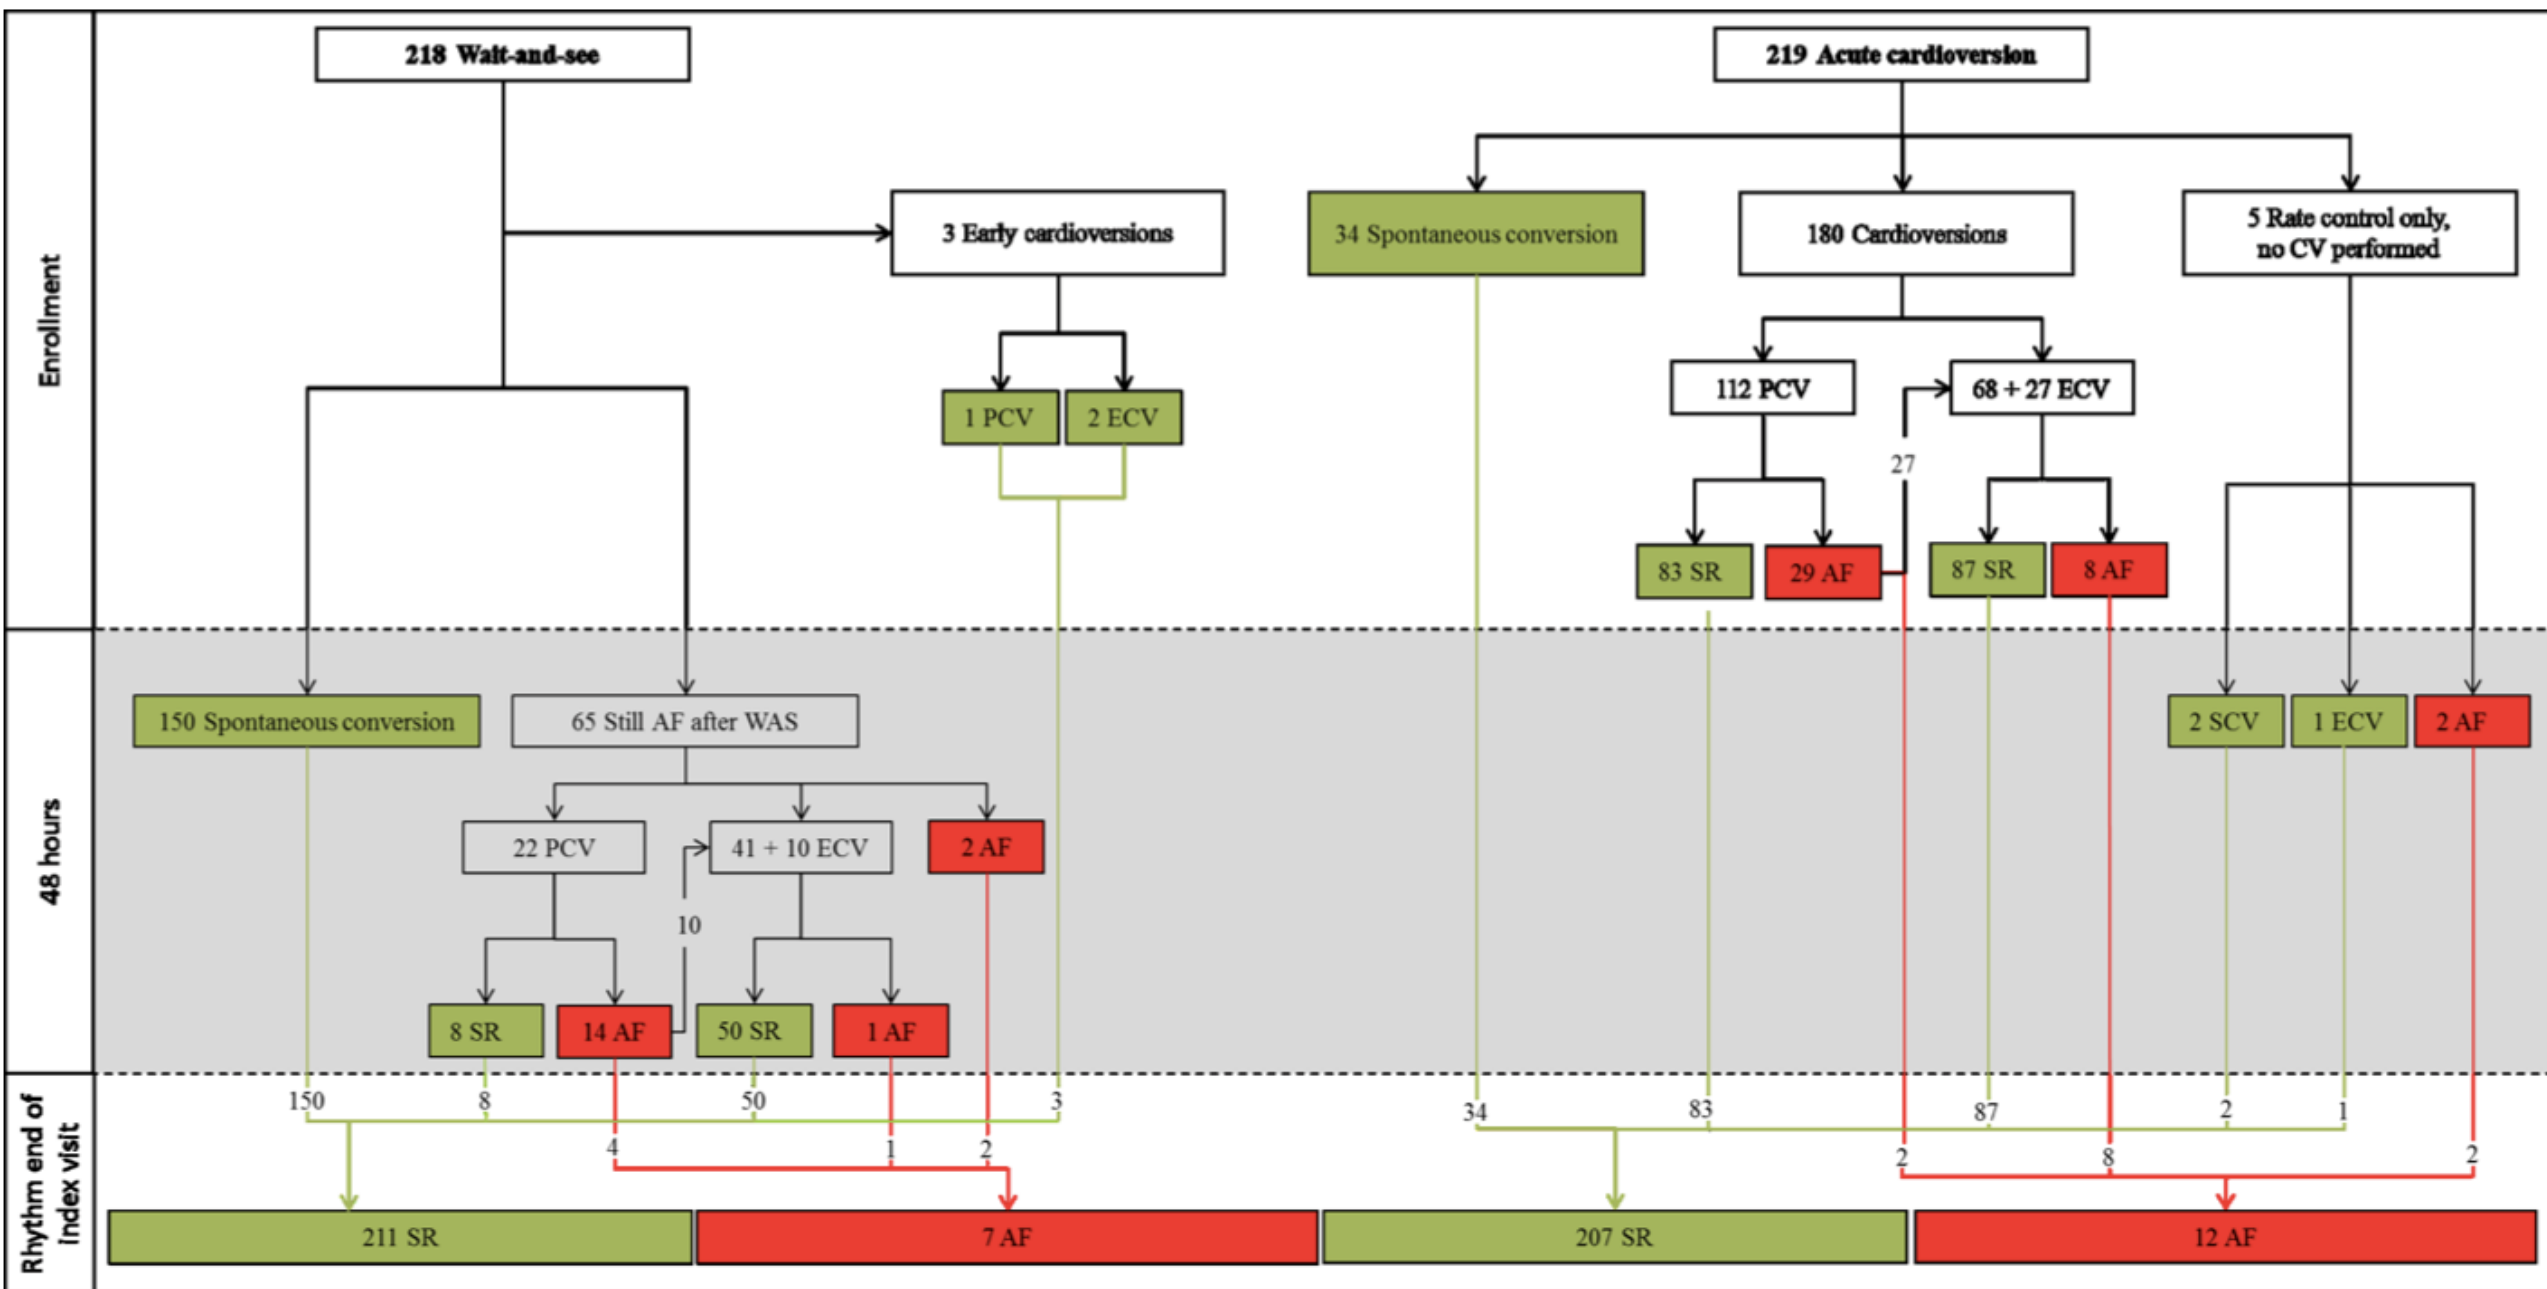 Enrollment
218 Wait-and-see
219 Acute cardioversion
3 Early cardioversions
34 Spontaneous conversion
180 Cardioversions
5 Rate control only,
no CV performed
1 PCV
2 ECV
112 PCV
68 + 27 ECV
27
83 SR
29 AF
87 SR
8 AF
48 hours
150 Spontaneous conversion
65 Still AF after WAS
2 SCV
1 ECV
2 AF
22 PCV
41 + 10 ECV
2 AF
10
8 SR
14 AF
50 SR
1 AF
Rhythm end of
index visit
150
8
50
3
34
83
87
2
1
4
1
2
2
8
2
211 SR
7 AF
207 SR
12 AF